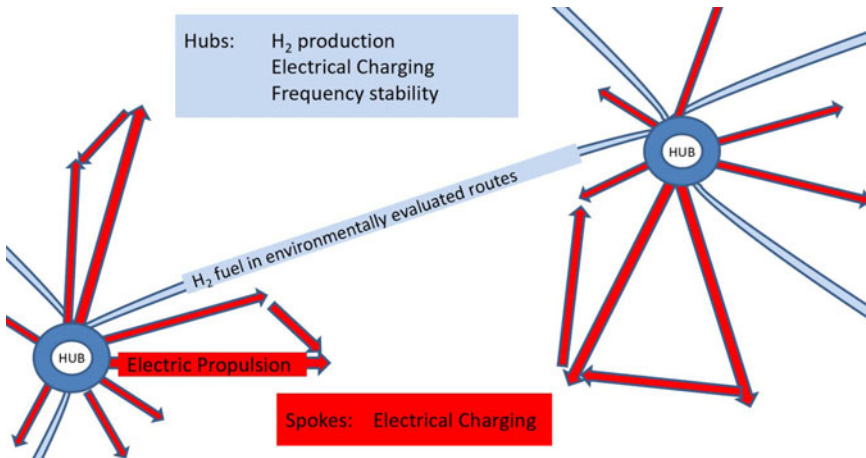 Hubs: H₂ production
Electrical Charging
Frequency stability
HUB
H₂ fuel in environmentally evaluated routes
HUB
Electric Propulsion
Spokes: Electrical Charging